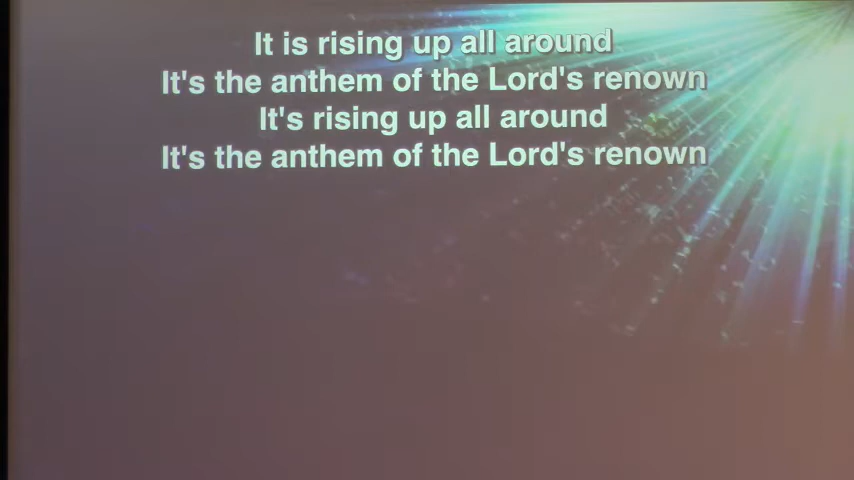 It is rising up all around
It's the anthem of the Lord's renown
It's rising up all around
It's the anthem of the Lord's renown